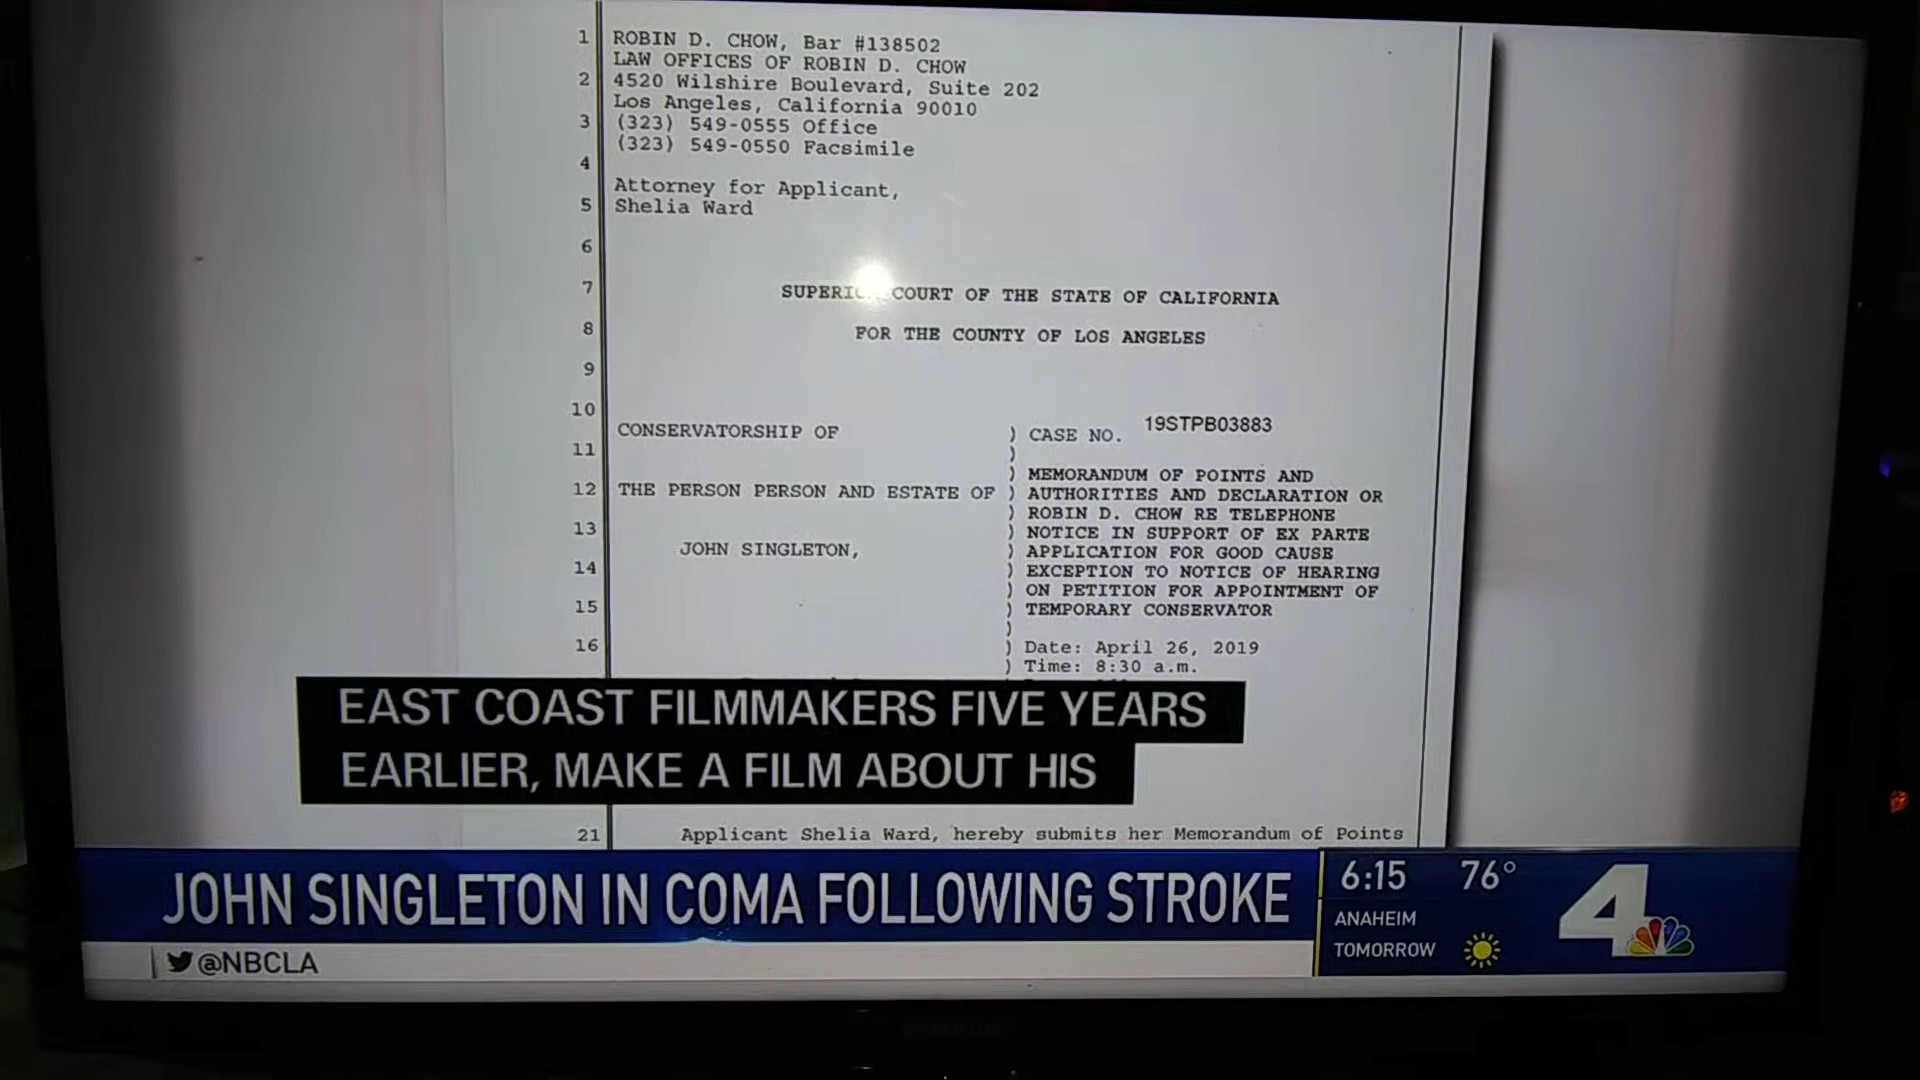 1 ROBIN D. CHOW, Bar #138502
LAW OFFICES OF ROBIN D. CHOW
2 4520 Wilshire Boulevard, Suite 202
Los Angeles, California 90010
3 (323) 549-0555 Office
(323) 549-0550 Facsimile
4
Attorney for Applicant,
5 Shelia Ward
6
7 COURT OF THE STATE OF CALIFORNIA
8 FOR THE COUNTY OF LOS ANGELES
9
10
CONSERVATORSHIP OF ) CASE NO. 19STPB03883
11 )
) MEMORANDUM OF POINTS AND
12 THE PERSON PERSON AND ESTATE OF ) AUTHORITIES AND DECLARATION OR
) ROBIN D. CHOW RE TELEPHONE
13 ) NOTICE IN SUPPORT OF EX PARTE
JOHN SINGLETON, ) APPLICATION FOR GOOD CAUSE
14 ) EXCEPTION TO NOTICE OF HEARING
) ON PETITION FOR APPOINTMENT OF
15 ) TEMPORARY CONSERVATOR
)
16 ) Date: April 26, 2019
) Time: 8:30 a.m.
EAST COAST FILMMAKERS FIVE YEARS
EARLIER, MAKE A FILM ABOUT HIS
21 Applicant Shelia Ward, hereby submits her Memorandum of Points
JOHN SINGLETON IN COMA FOLLOWING STROKE
@NBCLA
6:15 76°
ANAHEIM
TOMORROW
4